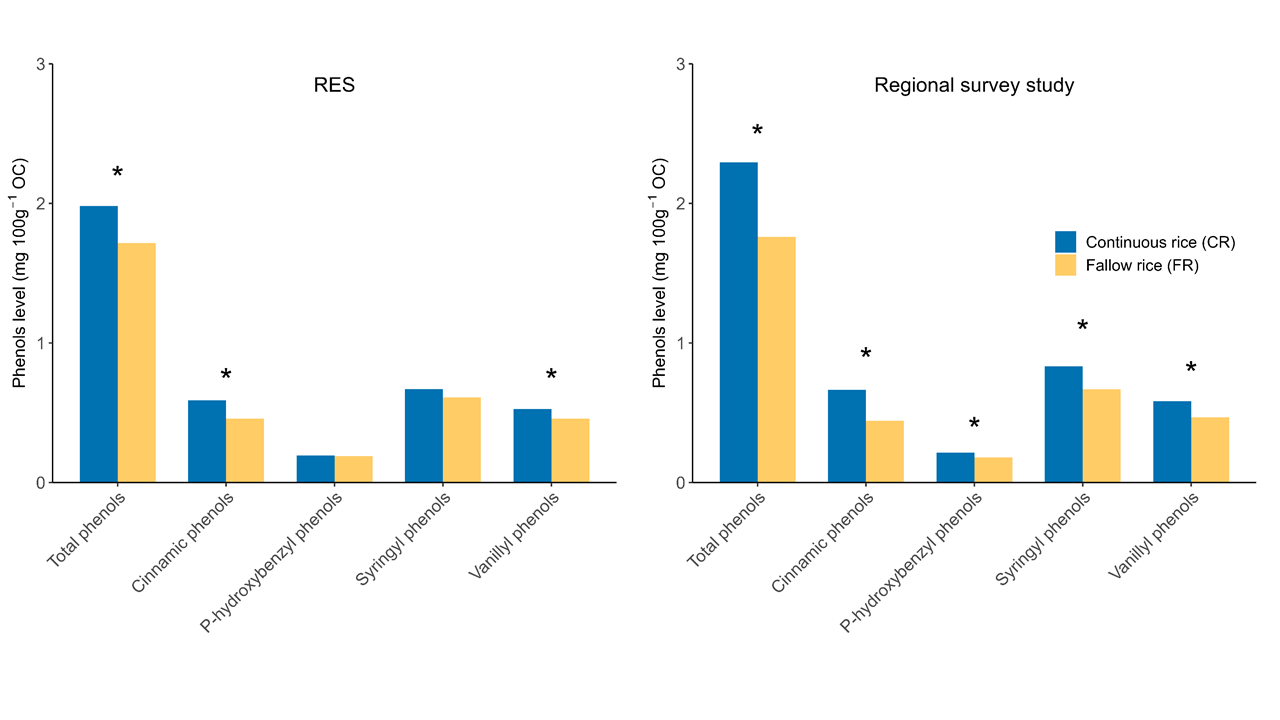 RES
Phenols level (mg 100g⁻¹ OC)
3
2
1
0
*
*
*
Total phenols
Cinnamic phenols
P-hydroxybenzyl phenols
Syringyl phenols
Vanillyl phenols
Regional survey study
Phenols level (mg 100g⁻¹ OC)
3
2
1
0
*
*
*
*
*
Continuous rice (CR)
Fallow rice (FR)
Total phenols
Cinnamic phenols
P-hydroxybenzyl phenols
Syringyl phenols
Vanillyl phenols